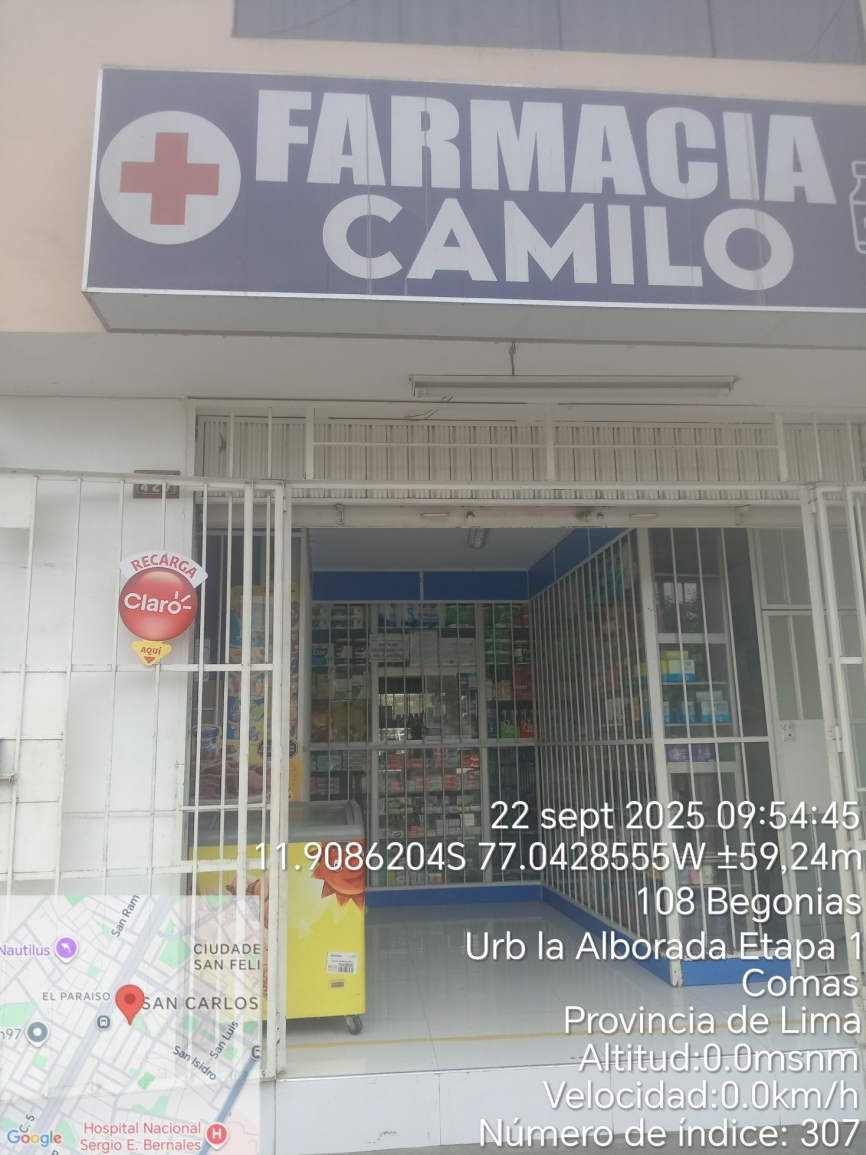 FARMACIA
CAMILO
RECARGA
Claro
AQUÍ
22 sept 2025 09:54:45
11.9086204S 77.0428555W ±59,24m
108 Begonias
Urb la Alborada Etapa 1
Comas
Provincia de Lima
Altitud:0.0msnm
Velocidad:0.0km/h
Número de índice: 307
San Ram
Nautilus
CIUDADE
SAN FELI
EL PARAISO
SAN CARLOS
n97
San Luis
San Isidro
C. 5
Google
Hospital Nacional
Sergio E. Bernales
H